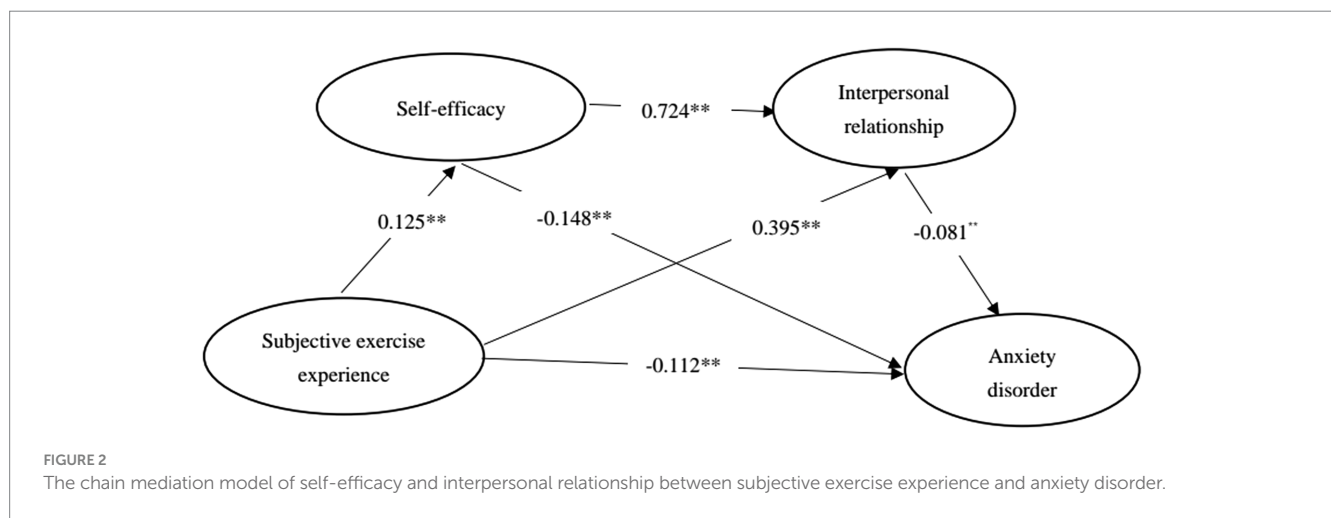 Self-efficacy
Interpersonal
relationship
0.724**
0.125**
-0.148**
0.395**
-0.081**
Subjective exercise
experience
-0.112**
Anxiety
disorder
FIGURE 2
The chain mediation model of self-efficacy and interpersonal relationship between subjective exercise experience and anxiety disorder.